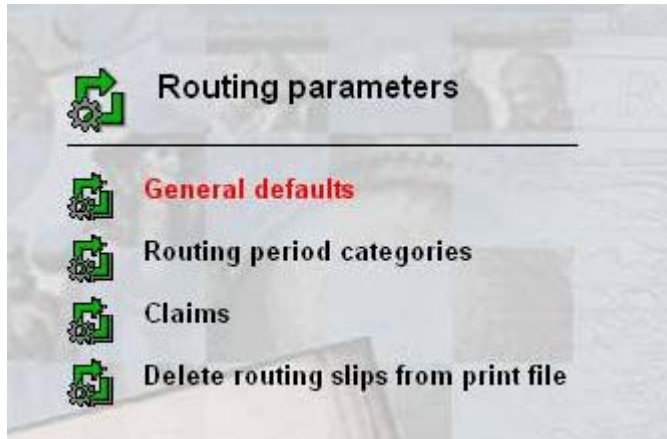 Routing parameters
General defaults
Routing period categories
Claims
Delete routing slips from print file